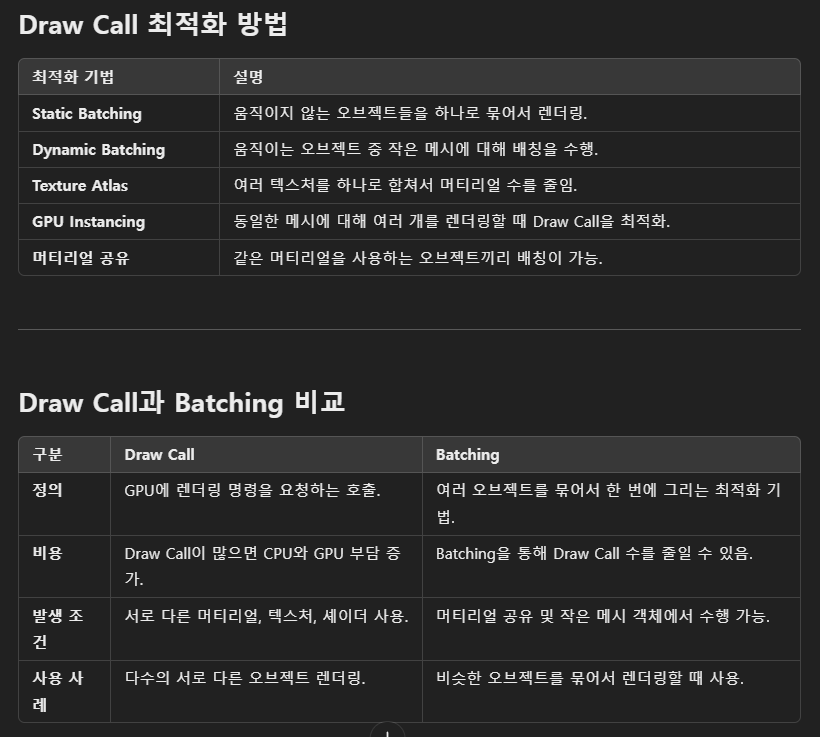 Draw Call 최적화 방법
최적화 기법 설명
Static Batching 움직이지 않는 오브젝트들을 하나로 묶어서 렌더링.
Dynamic Batching 움직이는 오브젝트 중 작은 메시에 대해 배칭을 수행.
Texture Atlas 여러 텍스처를 하나로 합쳐서 머티리얼 수를 줄임.
GPU Instancing 동일한 메시에 대해 여러 개를 렌더링할 때 Draw Call을 최적화.
머티리얼 공유 같은 머티리얼을 사용하는 오브젝트끼리 배칭이 가능.
Draw Call과 Batching 비교
구분 Draw Call Batching
정의 GPU에 렌더링 명령을 요청하는 호출. 여러 오브젝트를 묶어서 한 번에 그리는 최적화 기
법.
비용 Draw Call이 많으면 CPU와 GPU 부담 증 Batching을 통해 Draw Call 수를 줄일 수 있음.
가.
발생 조 서로 다른 머티리얼, 텍스처, 셰이더 사용. 머티리얼 공유 및 작은 메시 객체에서 수행 가능.
건
사용 사 다수의 서로 다른 오브젝트 렌더링. 비슷한 오브젝트를 묶어서 렌더링할 때 사용.
례